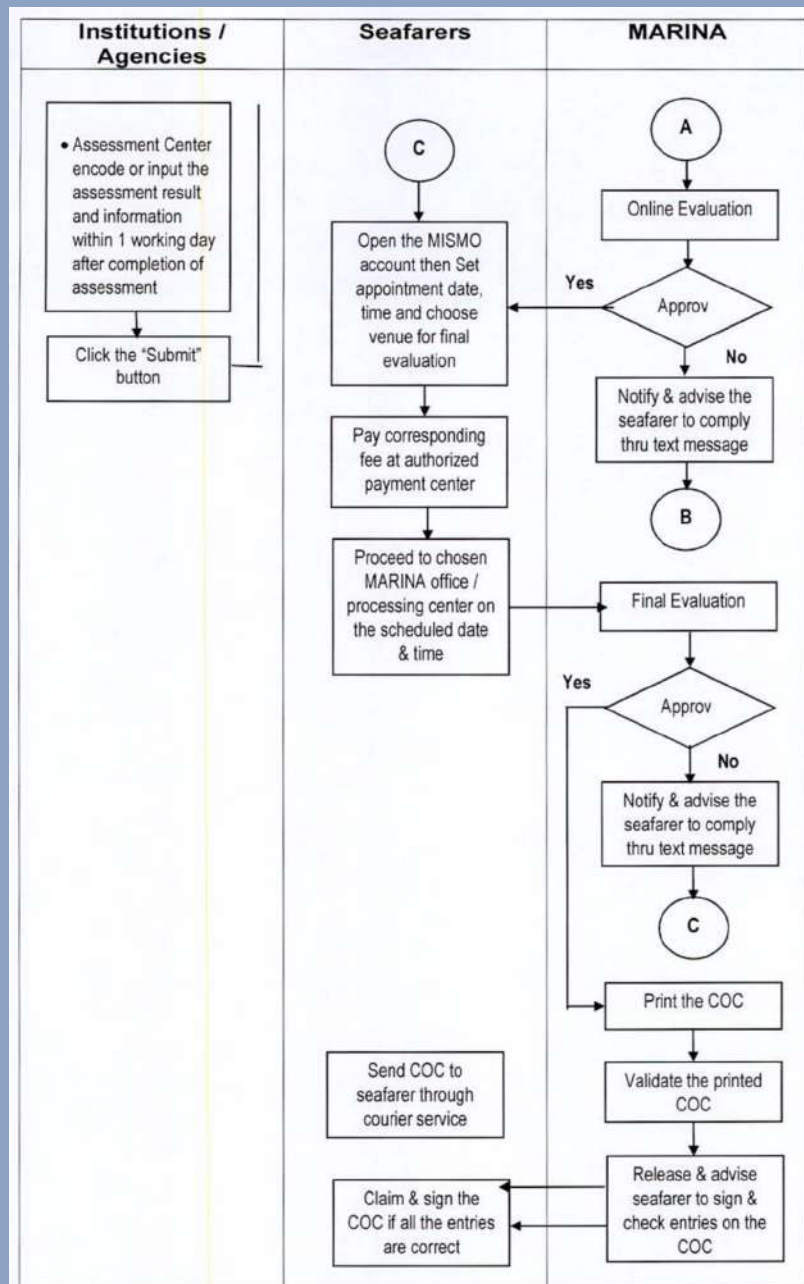 Institutions /
Agencies
Seafarers
MARINA
• Assessment Center
encode or input the
assessment result
and information
within 1 working day
after completion of
assessment
Click the "Submit"
button
C
Open the MISMO
account then Set
appointment date,
time and choose
venue for final
evaluation
Pay corresponding
fee at authorized
payment center
Proceed to chosen
MARINA office /
processing center on
the scheduled date
& time
Send COC to
seafarer through
courier service
Claim & sign the
COC if all the entries
are correct
A
Online Evaluation
Yes
Approv
No
Notify & advise the
seafarer to comply
thru text message
B
Final Evaluation
Yes
Approv
No
Notify & advise the
seafarer to comply
thru text message
C
Print the COC
Validate the printed
COC
Release & advise
seafarer to sign &
check entries on the
COC